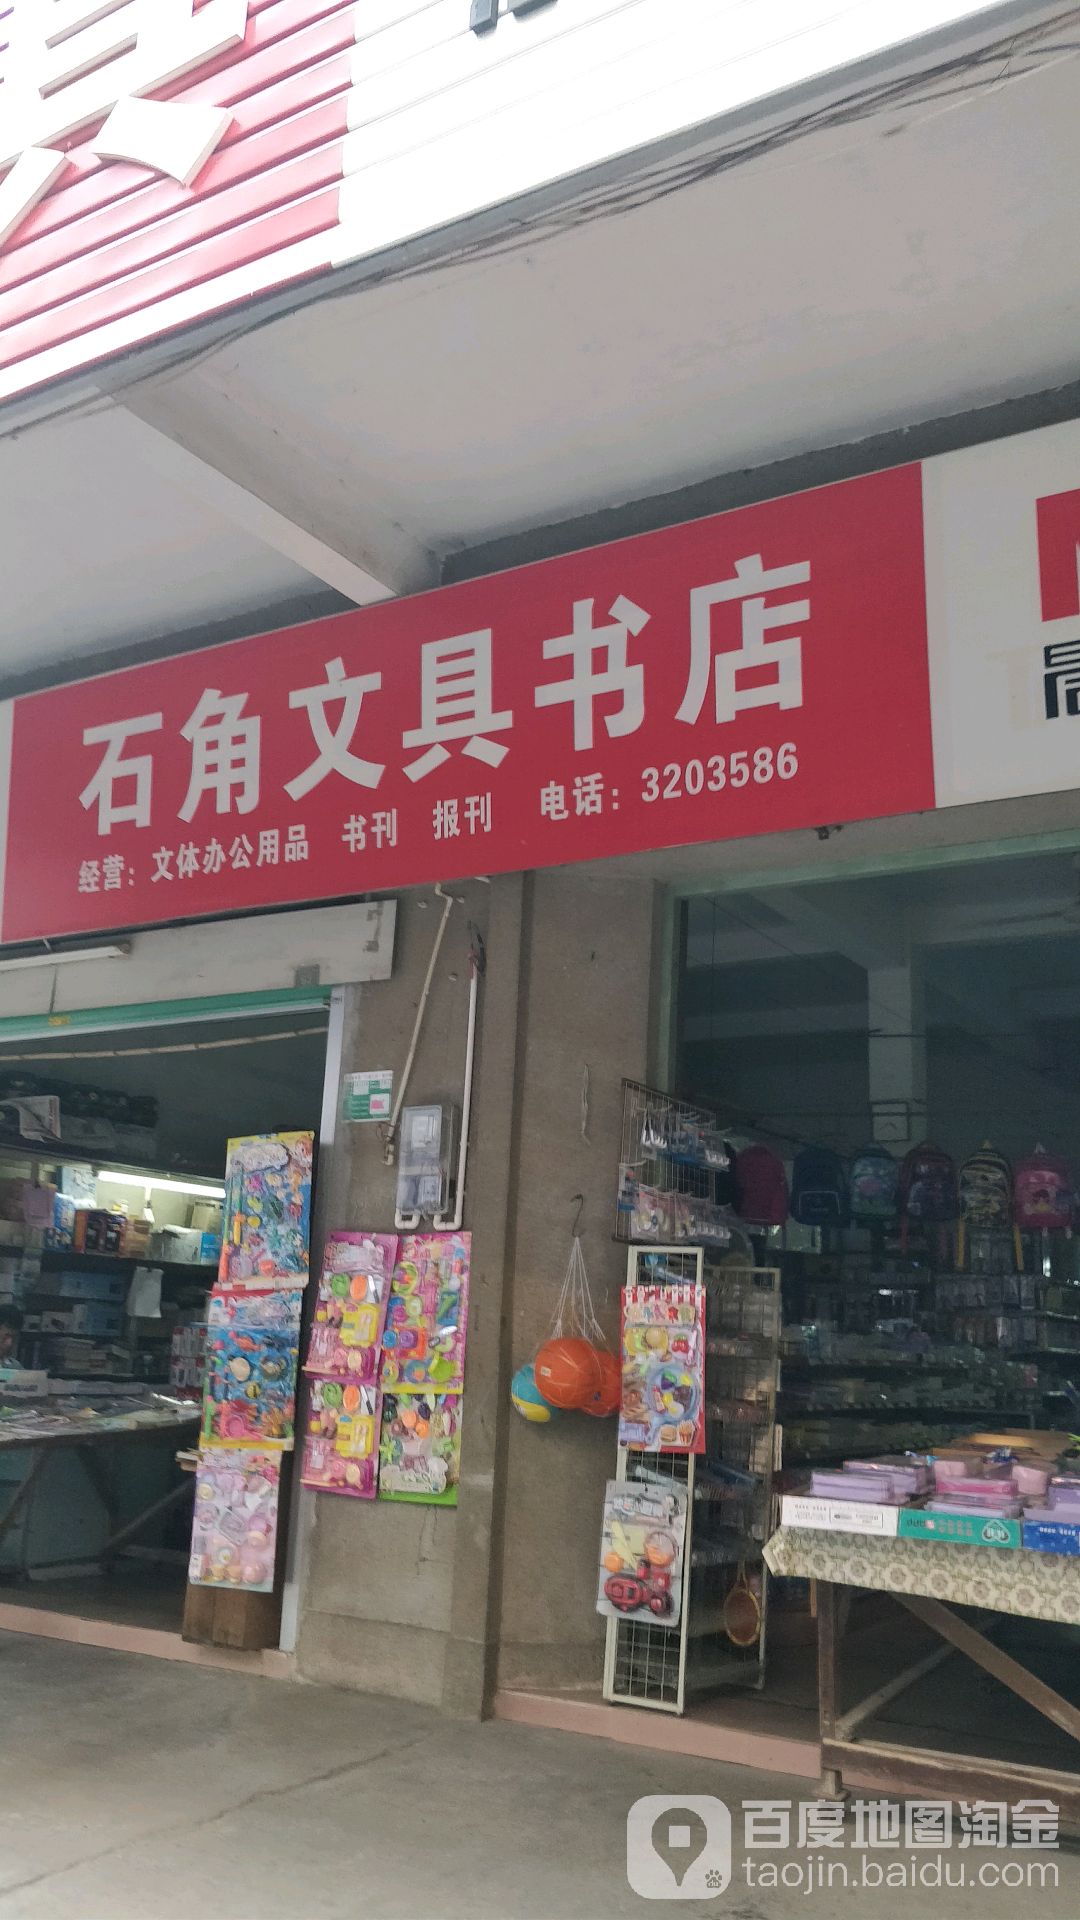 石角文具书店
经营：文体办公用品 书刊 报刊 电话：3203586
百度地图淘金
taojin.baidu.com